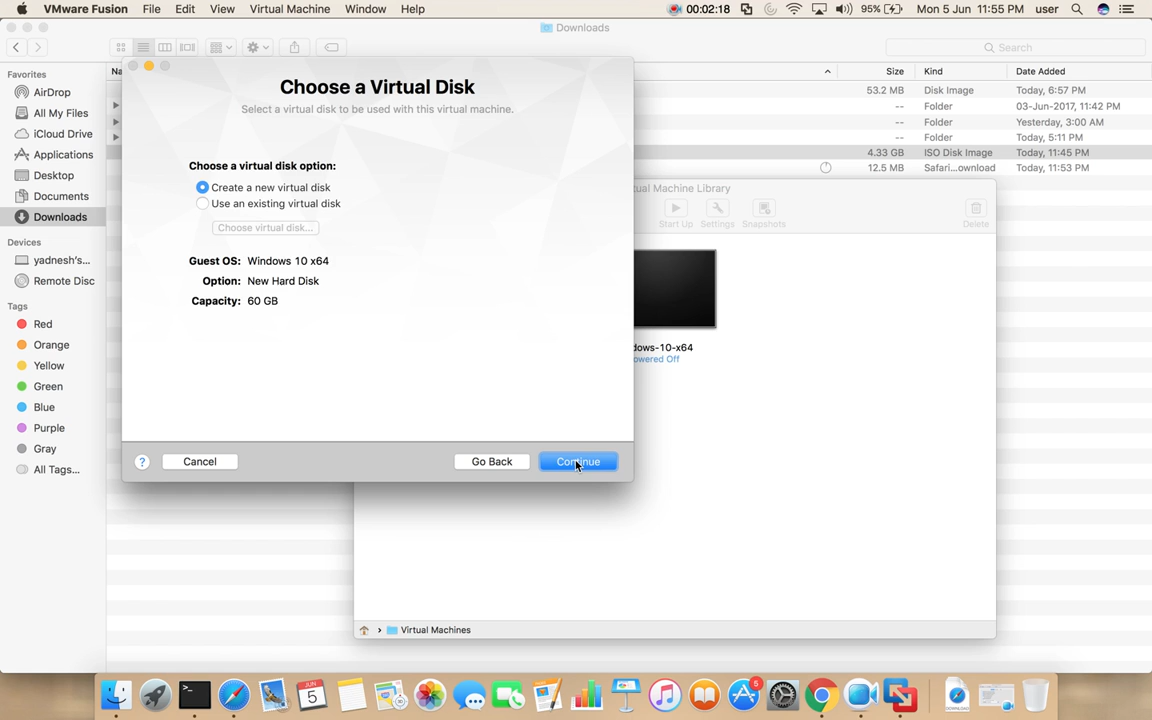 VMware Fusion File Edit View Virtual Machine Window Help 00:02:18 95% Mon 5 Jun 11:55 PM user
Downloads
Search
Favorites
AirDrop
All My Files
iCloud Drive
Applications
Desktop
Documents
Downloads
Devices
yadnesh's...
Remote Disc
Tags
Red
Orange
Yellow
Green
Blue
Purple
Gray
All Tags...
Na
Size Kind Date Added
53.2 MB Disk Image Today, 6:57 PM
-- Folder 03-Jun-2017, 11:42 PM
-- Folder Yesterday, 3:00 AM
-- Folder Today, 5:11 PM
4.33 GB ISO Disk Image Today, 11:45 PM
12.5 MB Safari...ownload Today, 11:53 PM
Choose a Virtual Disk
Select a virtual disk to be used with this virtual machine.
Choose a virtual disk option:
Create a new virtual disk
Use an existing virtual disk
Choose virtual disk...
Guest OS: Windows 10 x64
Option: New Hard Disk
Capacity: 60 GB
? Cancel Go Back Continue
tual Machine Library
Start Up Settings Snapshots Delete
dows-10-x64
owered Off
Virtual Machines
5
5